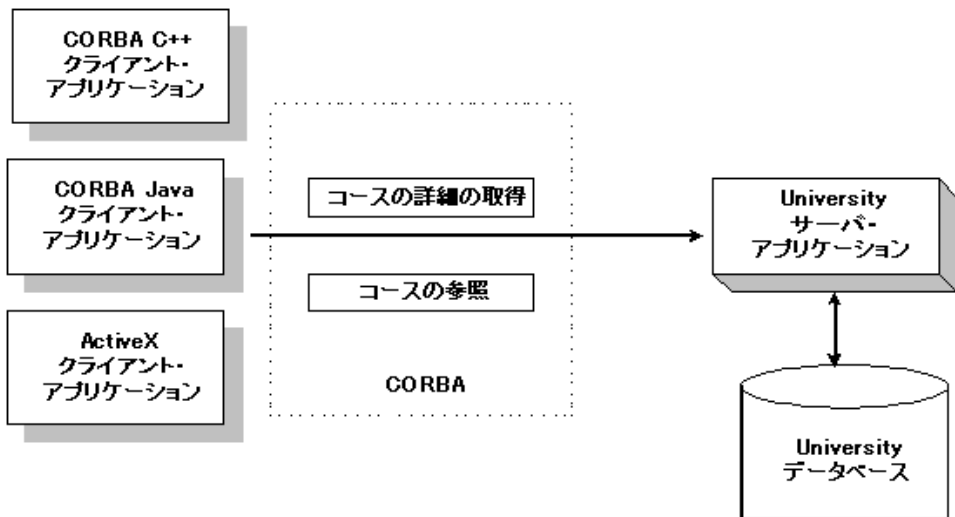 CORBA C++
クライアント・
アプリケーション
CORBA Java
クライアント・
アプリケーション
ActiveX
クライアント・
アプリケーション
コースの詳細の取得
コースの参照
CORBA
University
サーバ・
アプリケーション
University
データベース